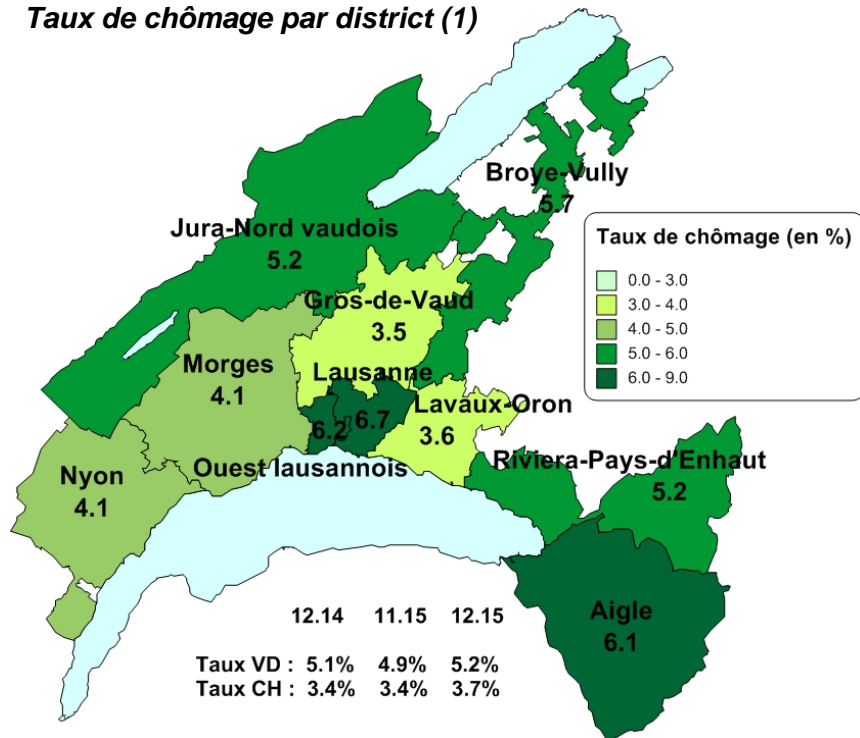 Taux de chômage par district (1)
Broye-Vully
5.7
Jura-Nord vaudois
5.2
Taux de chômage (en %)
0.0 - 3.0
3.0 - 4.0
4.0 - 5.0
5.0 - 6.0
6.0 - 9.0
Gros-de-Vaud
3.5
Morges
4.1
Lausanne
6.7
6.2
Ouest lausannois
Lavaux-Oron
3.6
Nyon
4.1
Riviera-Pays-d'Enhaut
5.2
Aigle
6.1
12.14 11.15 12.15
Taux VD : 5.1% 4.9% 5.2%
Taux CH : 3.4% 3.4% 3.7%